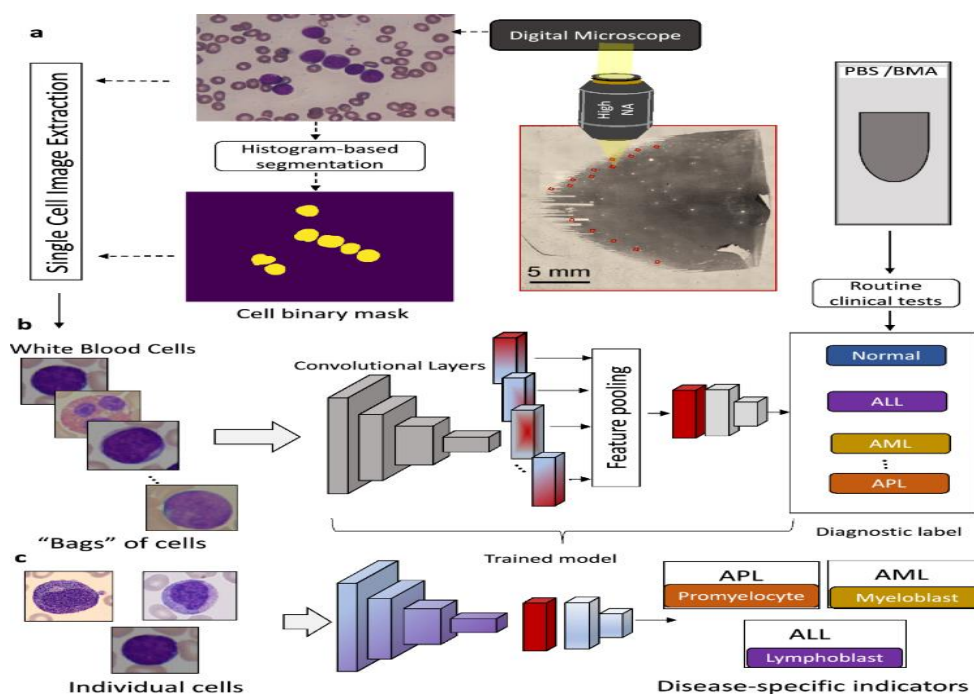 a
Digital Microscope
PBS /BMA
High
NA
Single Cell Image Extraction
Histogram-based
segmentation
5 mm
Cell binary mask
Routine
clinical tests
b
White Blood Cells
Convolutional Layers
Feature pooling
Normal
ALL
AML
APL
"Bags" of cells
Diagnostic label
Trained model
c
APL
Promyelocyte
AML
Myeloblast
ALL
Lymphoblast
Individual cells
Disease-specific indicators